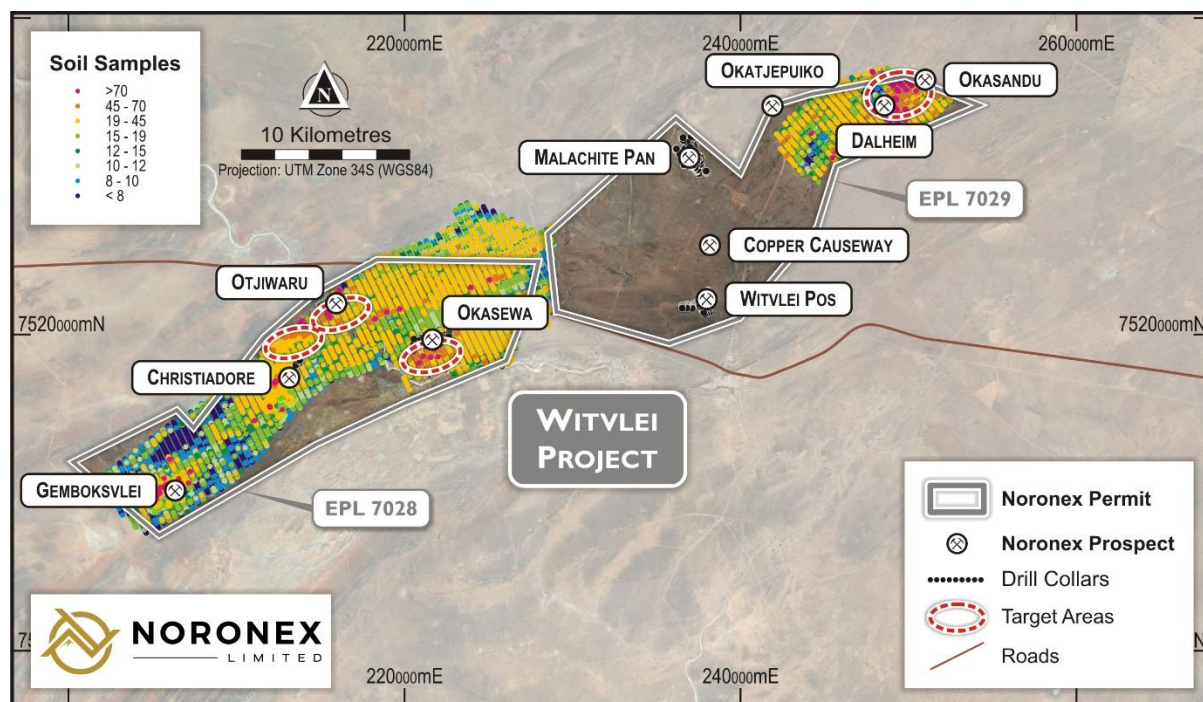 220000mE
240000mE
260000mE
Soil Samples
>70
45 - 70
19 - 45
15 - 19
12 - 15
10 - 12
8 - 10
< 8
N
10 Kilometres
Projection: UTM Zone 34S (WGS84)
OKATJEPUIKO
OKASANDU
DALHEIM
MALACHITE PAN
EPL 7029
COPPER CAUSEWAY
WITVLEI POS
OTJIWARU
OKASEWA
7520000mN
7520000mN
CHRISTIADORE
WITVLEI
PROJECT
GEMBOKSVLEI
EPL 7028
Noronex Permit
Noronex Prospect
Drill Collars
Target Areas
Roads
NORONEX
LIMITED
220000mE
240000mE